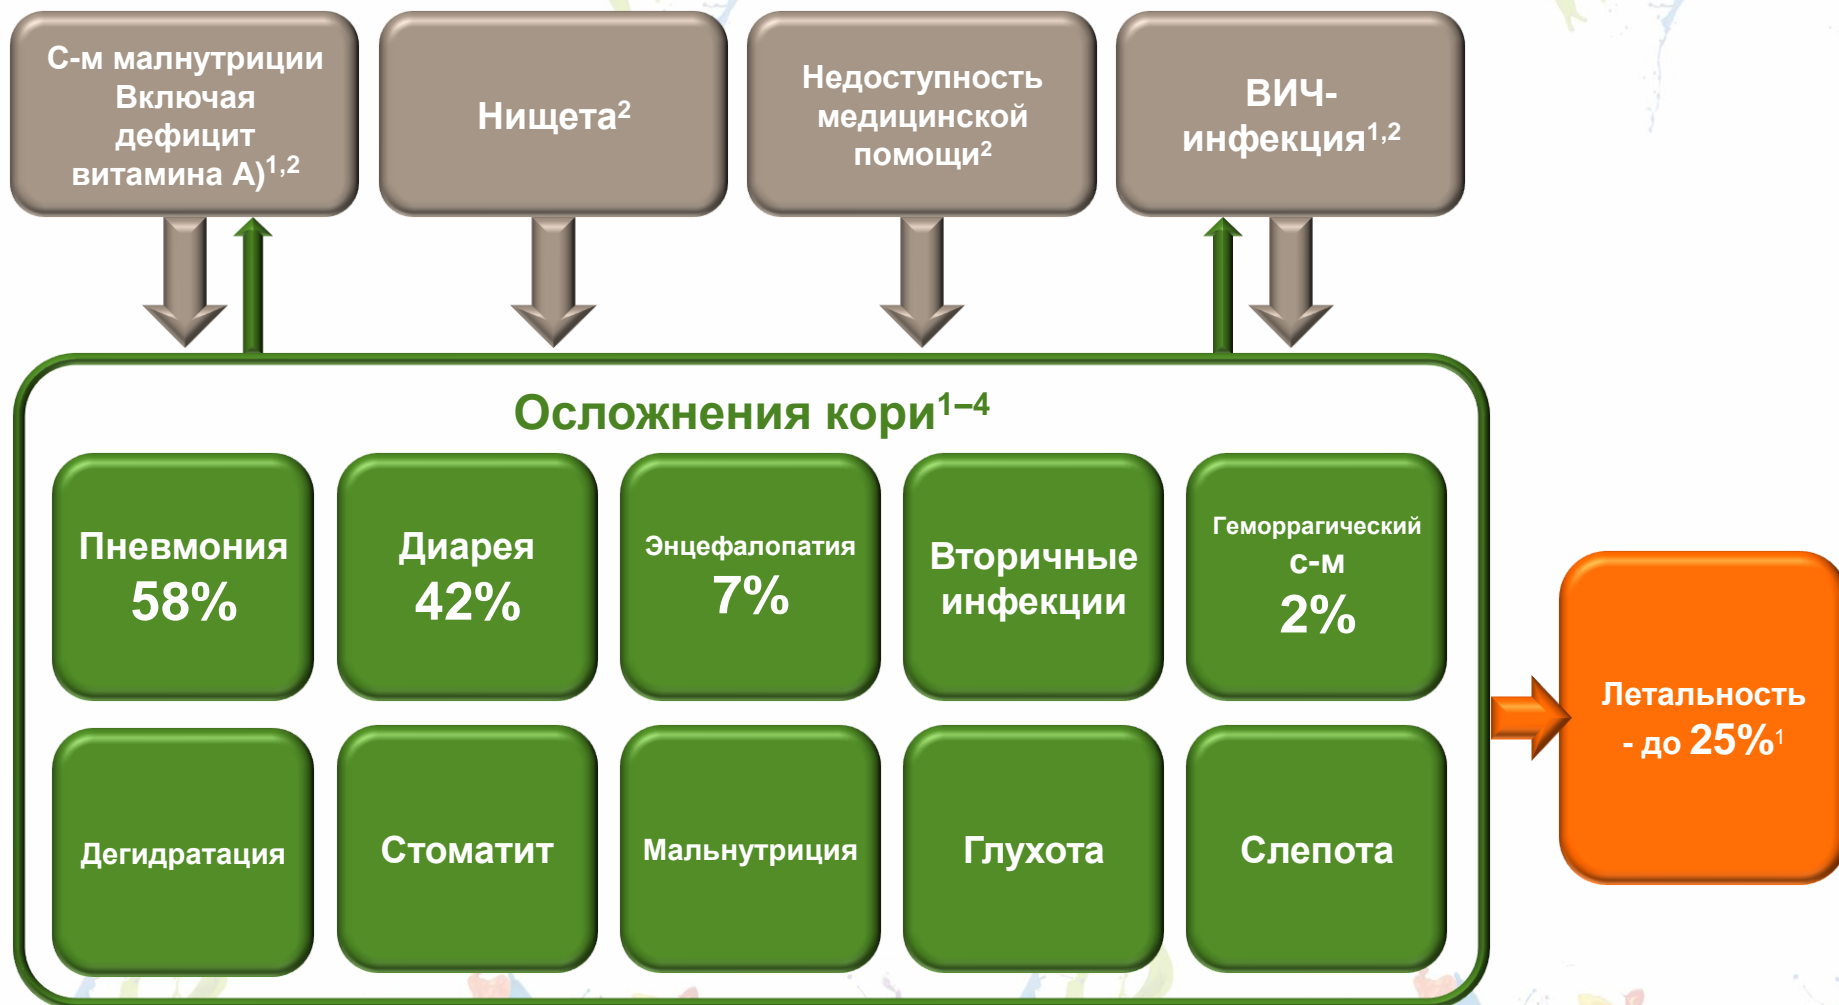 С-м малнутриции
Включая
дефицит
витамина А)1,2
Нищета2
Недоступность
медицинской
помощи2
ВИЧ-
инфекция1,2
Осложнения кори1–4
Пневмония
58%
Диарея
42%
Энцефалопатия
7%
Вторичные
инфекции
Геморрагический
с-м
2%
Дегидратация
Стоматит
Мальнутриция
Глухота
Слепота
Летальность
- до 25%1